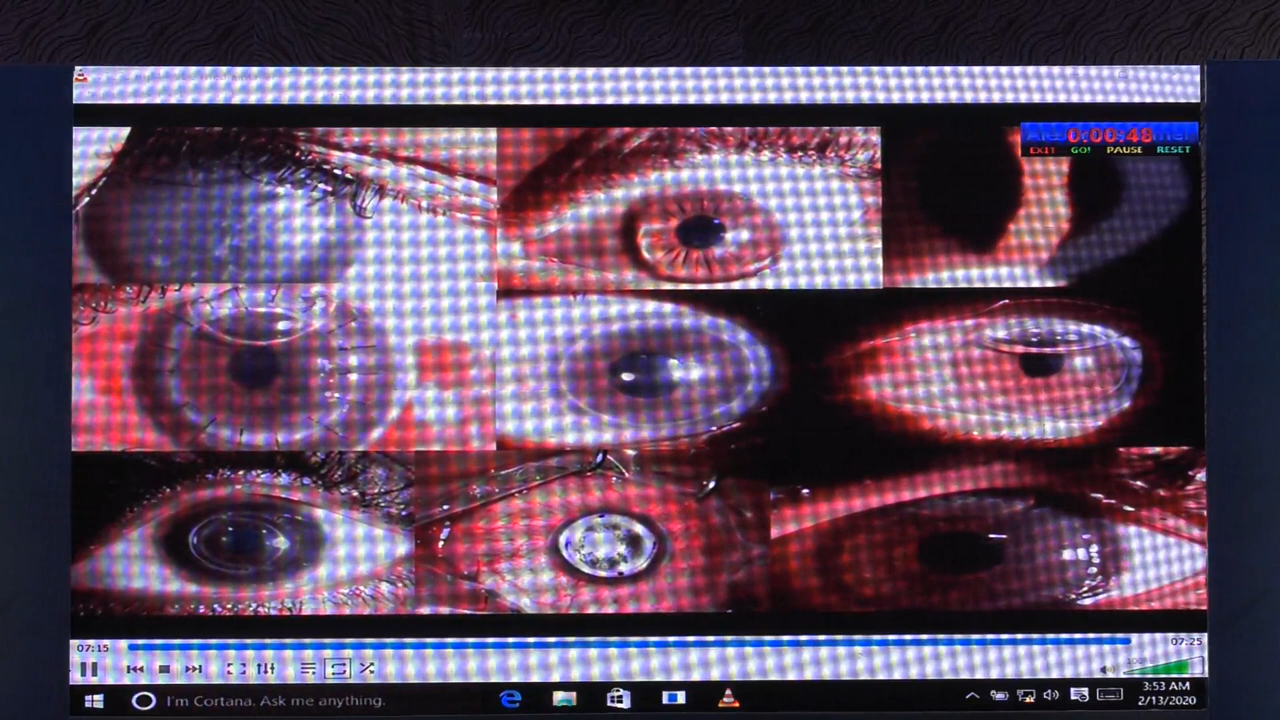 0:00:48
EXIT GO! PAUSE RESET
07:15
07:25
I'm Cortana. Ask me anything.
3:53 AM
2/13/2020